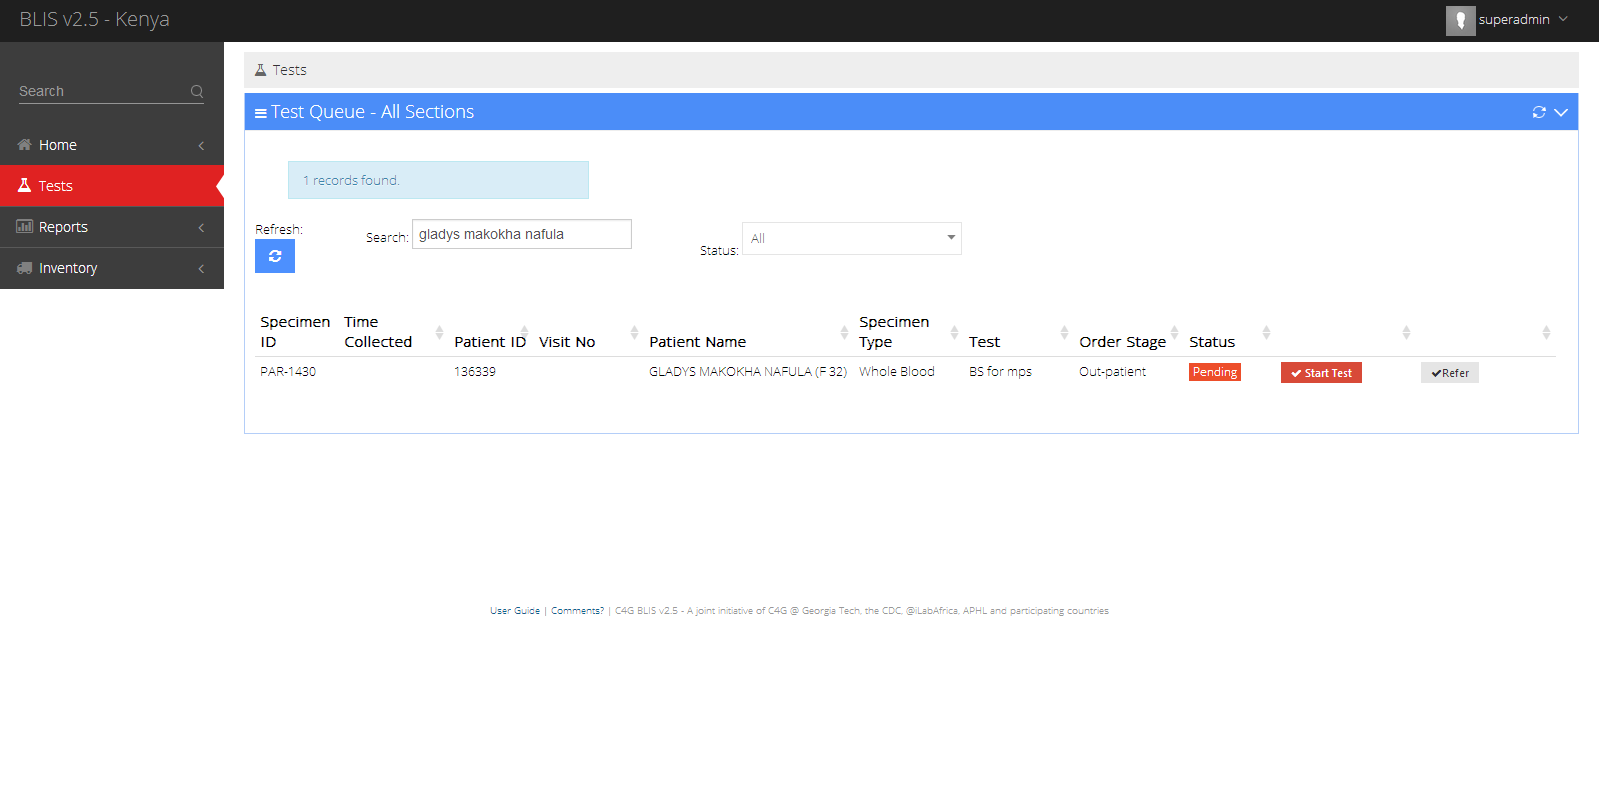 BLIS v2.5 - Kenya
superadmin
Search
Home
Tests
Reports
Inventory
Tests
Test Queue - All Sections
1 records found.
Refresh:
Search: gladys makokha nafula
Status: All
Specimen ID Time Collected Patient ID Visit No Patient Name Specimen Type Test Order Stage Status
PAR-1430 136339 GLADYS MAKOKHA NAFULA (F 32) Whole Blood BS for mps Out-patient Pending Start Test Refer
User Guide | Comments? | C4G BLIS v2.5 - A joint initiative of C4G @ Georgia Tech, the CDC, @iLabAfrica, APHL and participating countries